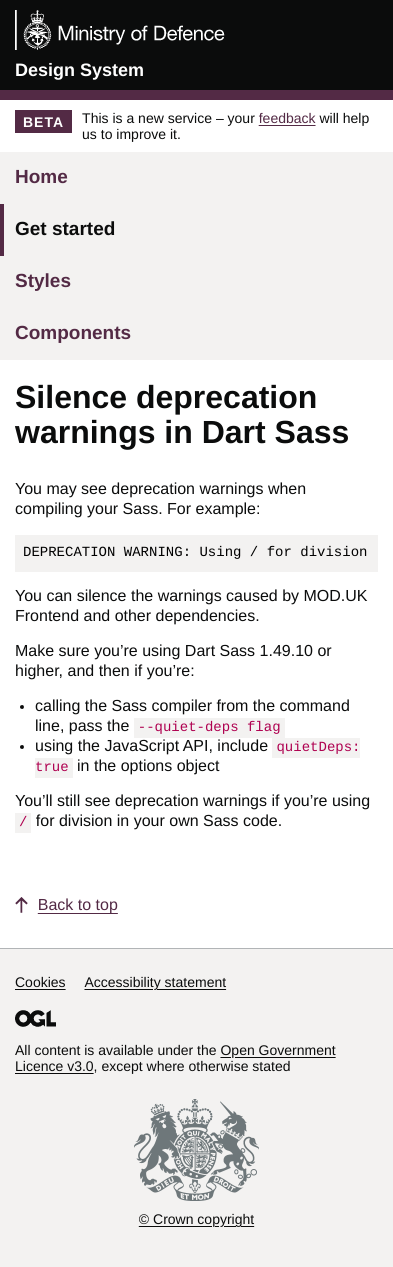 Ministry of Defence
Design System
BETA
This is a new service – your feedback will help
us to improve it.
Home
Get started
Styles
Components
Silence deprecation
warnings in Dart Sass
You may see deprecation warnings when
compiling your Sass. For example:
DEPRECATION WARNING: Using / for division
You can silence the warnings caused by MOD.UK
Frontend and other dependencies.
Make sure you’re using Dart Sass 1.49.10 or
higher, and then if you’re:
• calling the Sass compiler from the command
line, pass the --quiet-deps flag
• using the JavaScript API, include quietDeps:
true in the options object
You’ll still see deprecation warnings if you’re using
/ for division in your own Sass code.
Back to top
Cookies Accessibility statement
OGL
All content is available under the Open Government
Licence v3.0, except where otherwise stated
DIEU ET MON DROIT
© Crown copyright